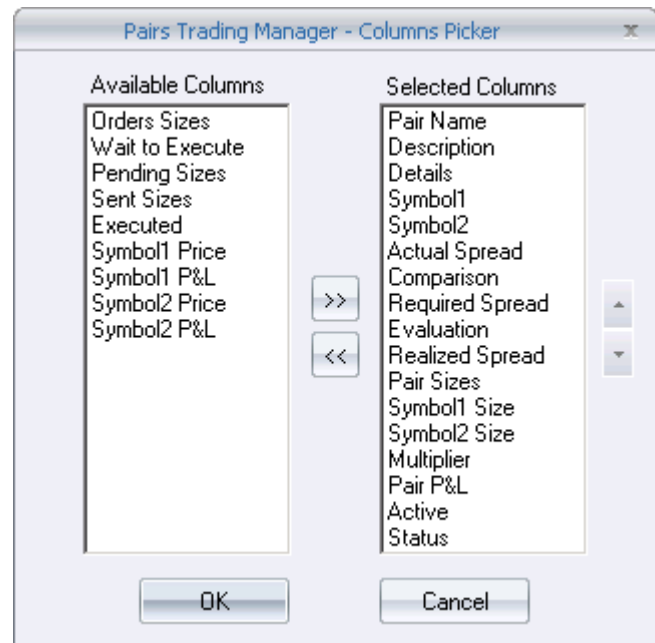 Pairs Trading Manager - Columns Picker
x
Available Columns
Orders Sizes
Wait to Execute
Pending Sizes
Sent Sizes
Executed
Symbol1 Price
Symbol1 P&L
Symbol2 Price
Symbol2 P&L
>>
<<
Selected Columns
Pair Name
Description
Details
Symbol1
Symbol2
Actual Spread
Comparison
Required Spread
Evaluation
Realized Spread
Pair Sizes
Symbol1 Size
Symbol2 Size
Multiplier
Pair P&L
Active
Status
OK
Cancel